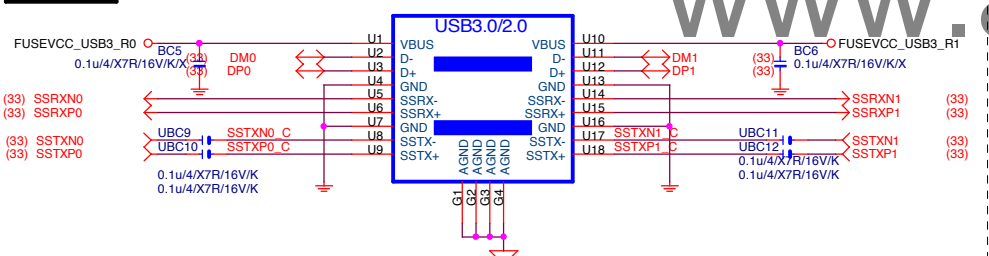 www.
USB3.0/2.0
FUSEVCC_USB3_R0
BC5
0.1u/4/X7R/16V/K/X
(33)
(33)
DM0
DP0
U1
U2
U3
U4
U5
U6
U7
U8
U9
VBUS
D-
D+
GND
SSRX-
SSRX+
GND
SSTX-
SSTX+
AGND
AGND
AGND
AGND
G1
G2
G3
G4
VBUS
D-
D+
GND
SSRX-
SSRX+
GND
SSTX-
SSTX+
U10
U11
U12
U13
U14
U15
U16
U17
U18
DM1
DP1
(33)
(33)
BC6
0.1u/4/X7R/16V/K/X
FUSEVCC_USB3_R1
(33) SSRXN0
(33) SSRXP0
(33) SSTXN0
(33) SSTXP0
UBC9
UBC10
SSTXN0_C
SSTXP0_C
0.1u/4/X7R/16V/K
0.1u/4/X7R/16V/K
SSTXN1_C
SSTXP1_C
UBC11
UBC12
0.1u/4/X7R/16V/K
0.1u/4/X7R/16V/K
SSRXN1 (33)
SSRXP1 (33)
SSTXN1 (33)
SSTXP1 (33)